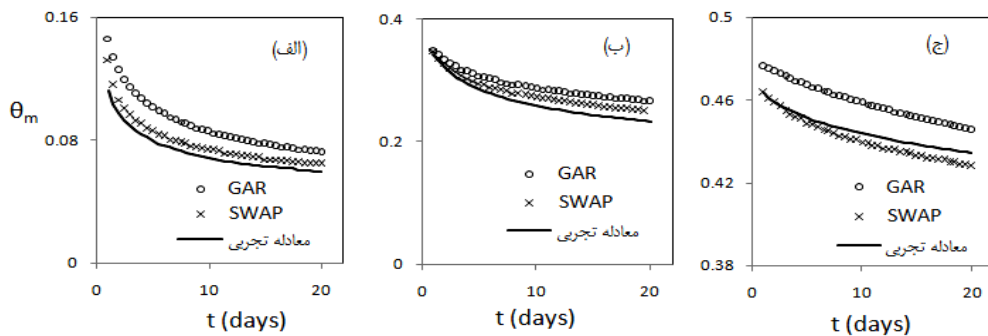 0.16
0.08
0
θm
(الف)
GAR
SWAP
معادله تجربی
0
10
20
t (days)
0.4
0.2
0
(ب)
GAR
SWAP
معادله تجربی
0
10
20
t (days)
0.5
0.46
0.42
0.38
(ج)
GAR
SWAP
معادله تجربی
0
10
20
t (days)